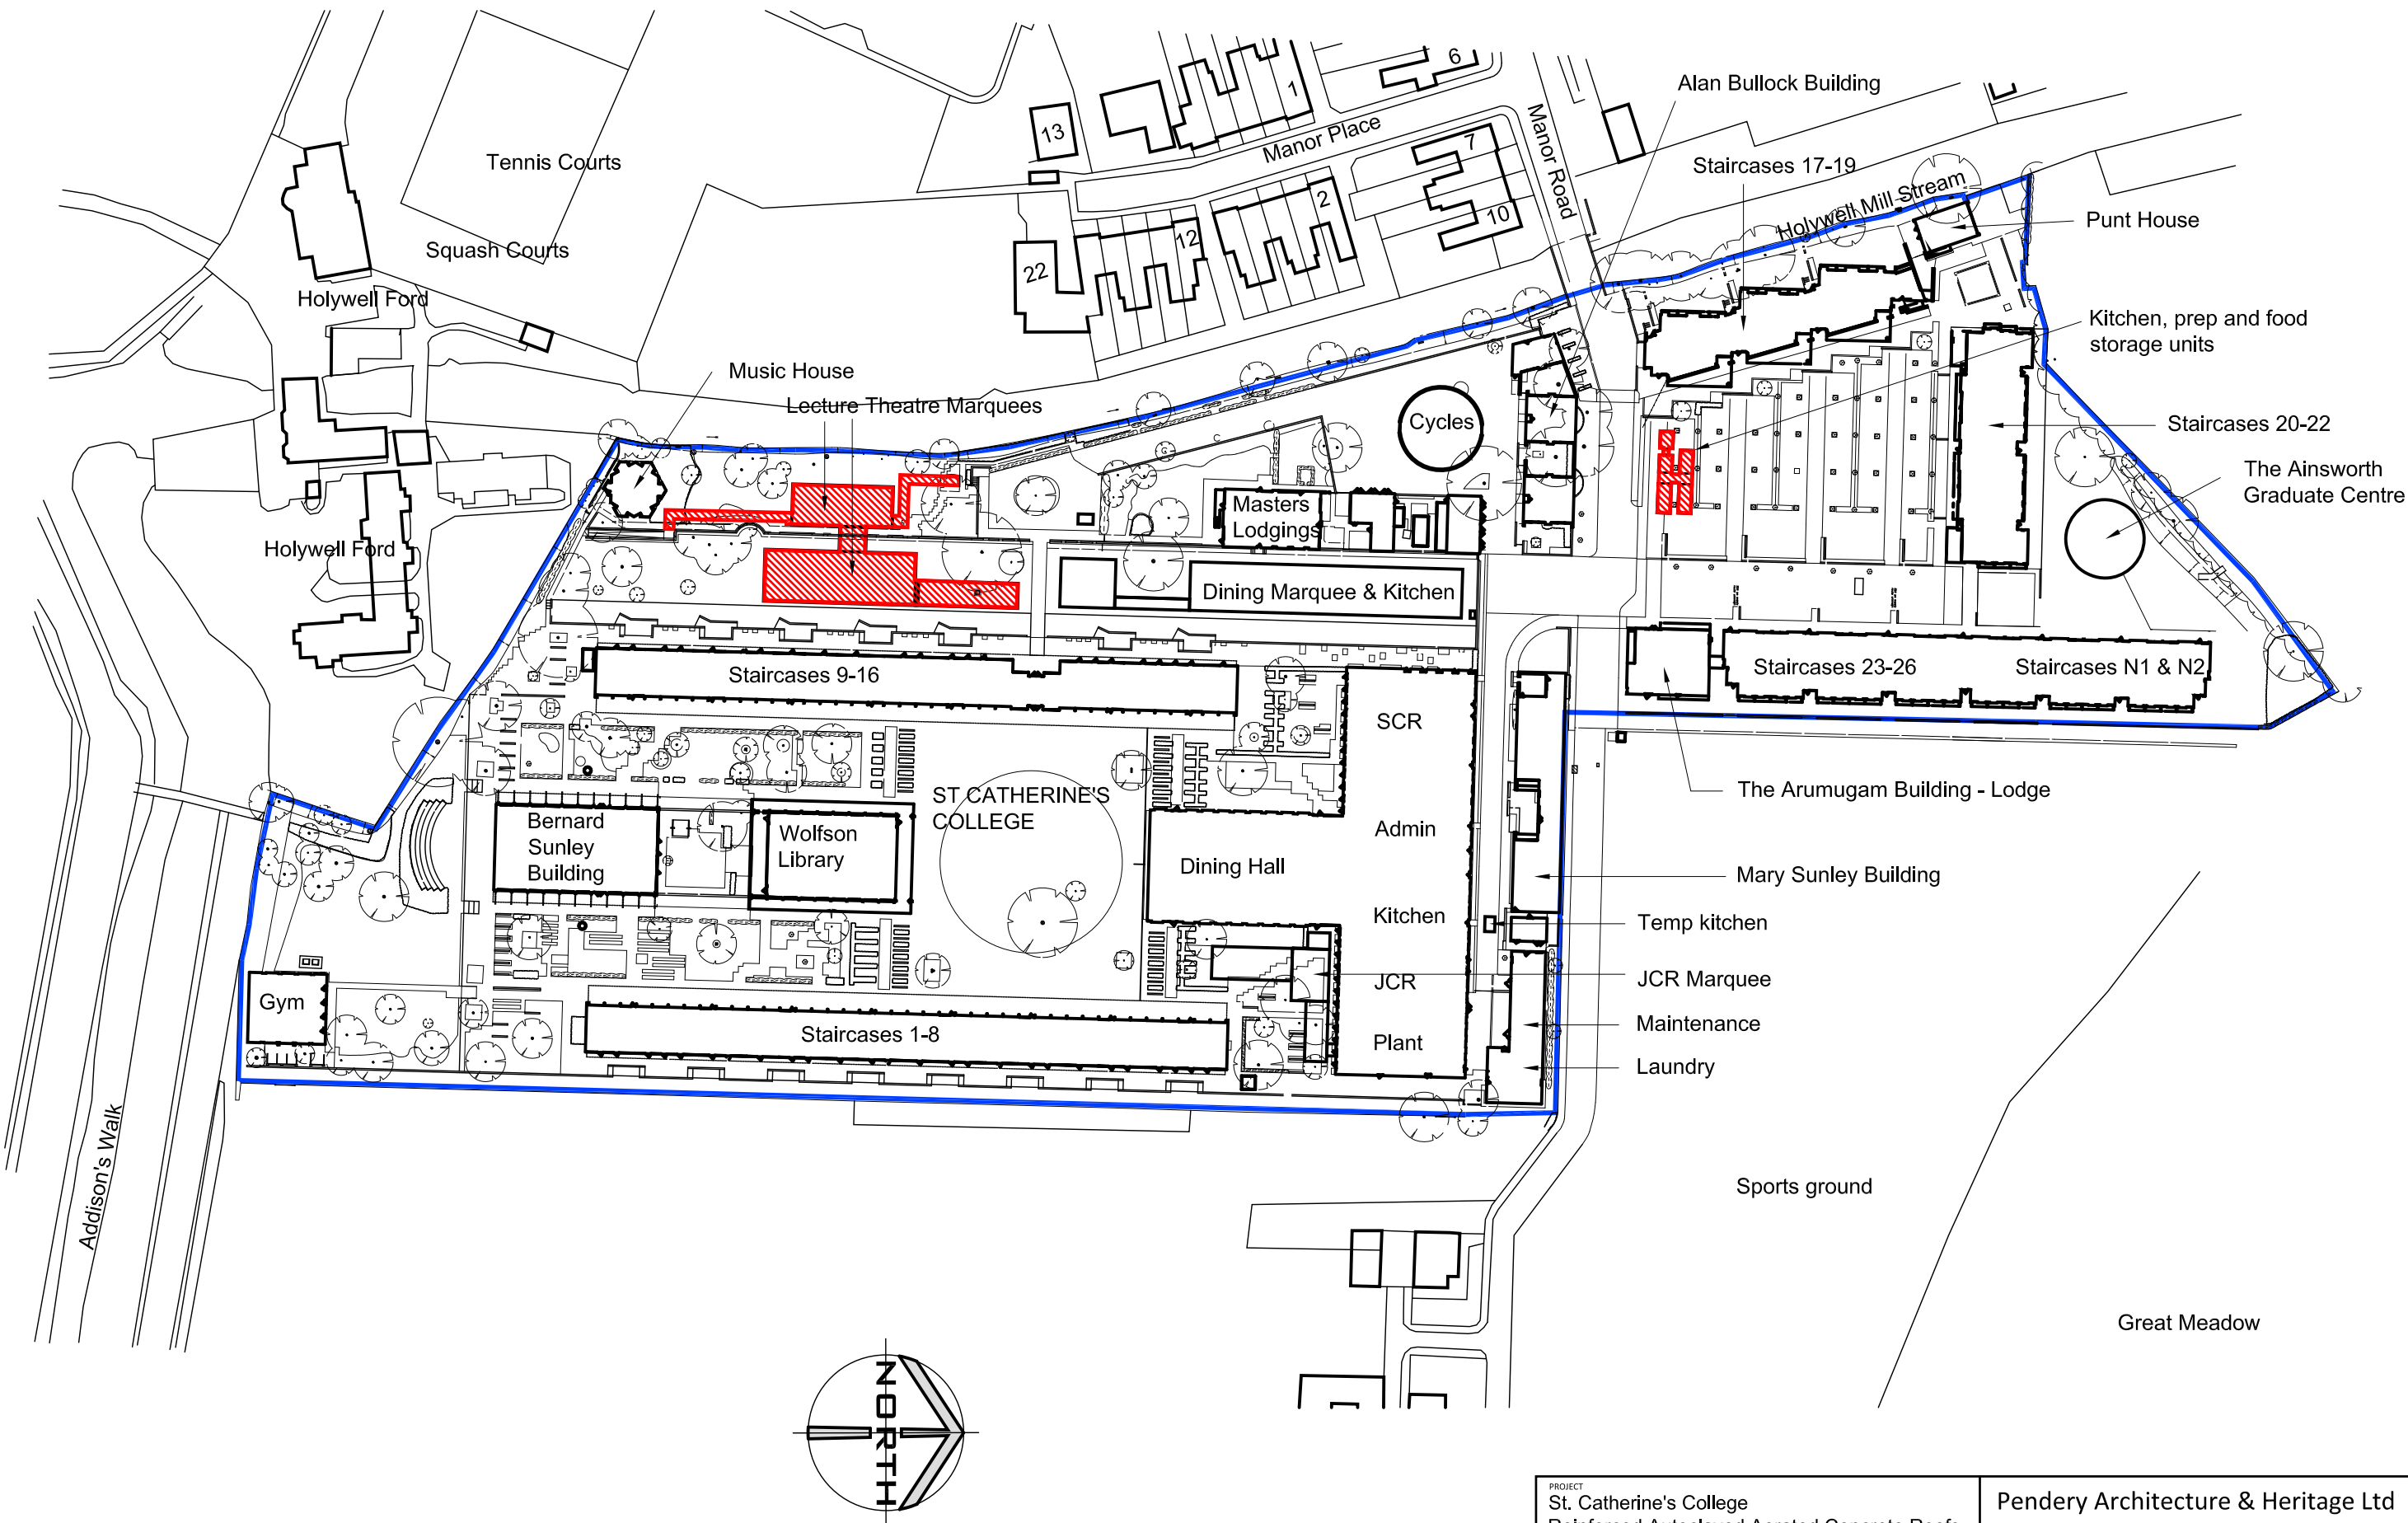 Alan Bullock Building
6
1
13
Manor Place
Manor Road
7
Tennis Courts
Staircases 17-19
Holywell Mill Stream
2
10
Punt House
12
Squash Courts
22
Holywell Ford
Kitchen, prep and food
storage units
Music House
Lecture Theatre Marquees
Cycles
Staircases 20-22
The Ainsworth
Graduate Centre
Masters
Lodgings
Holywell Ford
Dining Marquee & Kitchen
Staircases 9-16
Staircases 23-26
Staircases N1 & N2
SCR
ST CATHERINE'S
COLLEGE
The Arumugam Building - Lodge
Bernard
Sunley
Building
Wolfson
Library
Admin
Dining Hall
Mary Sunley Building
Kitchen
Temp kitchen
JCR
JCR Marquee
Gym
Staircases 1-8
Maintenance
Plant
Laundry
Addison's Walk
Sports ground
Great Meadow
NORTH
PROJECT
St. Catherine's College
Pendery Architecture & Heritage Ltd
Reinforced Autoclaved Aerated Concrete Roofs